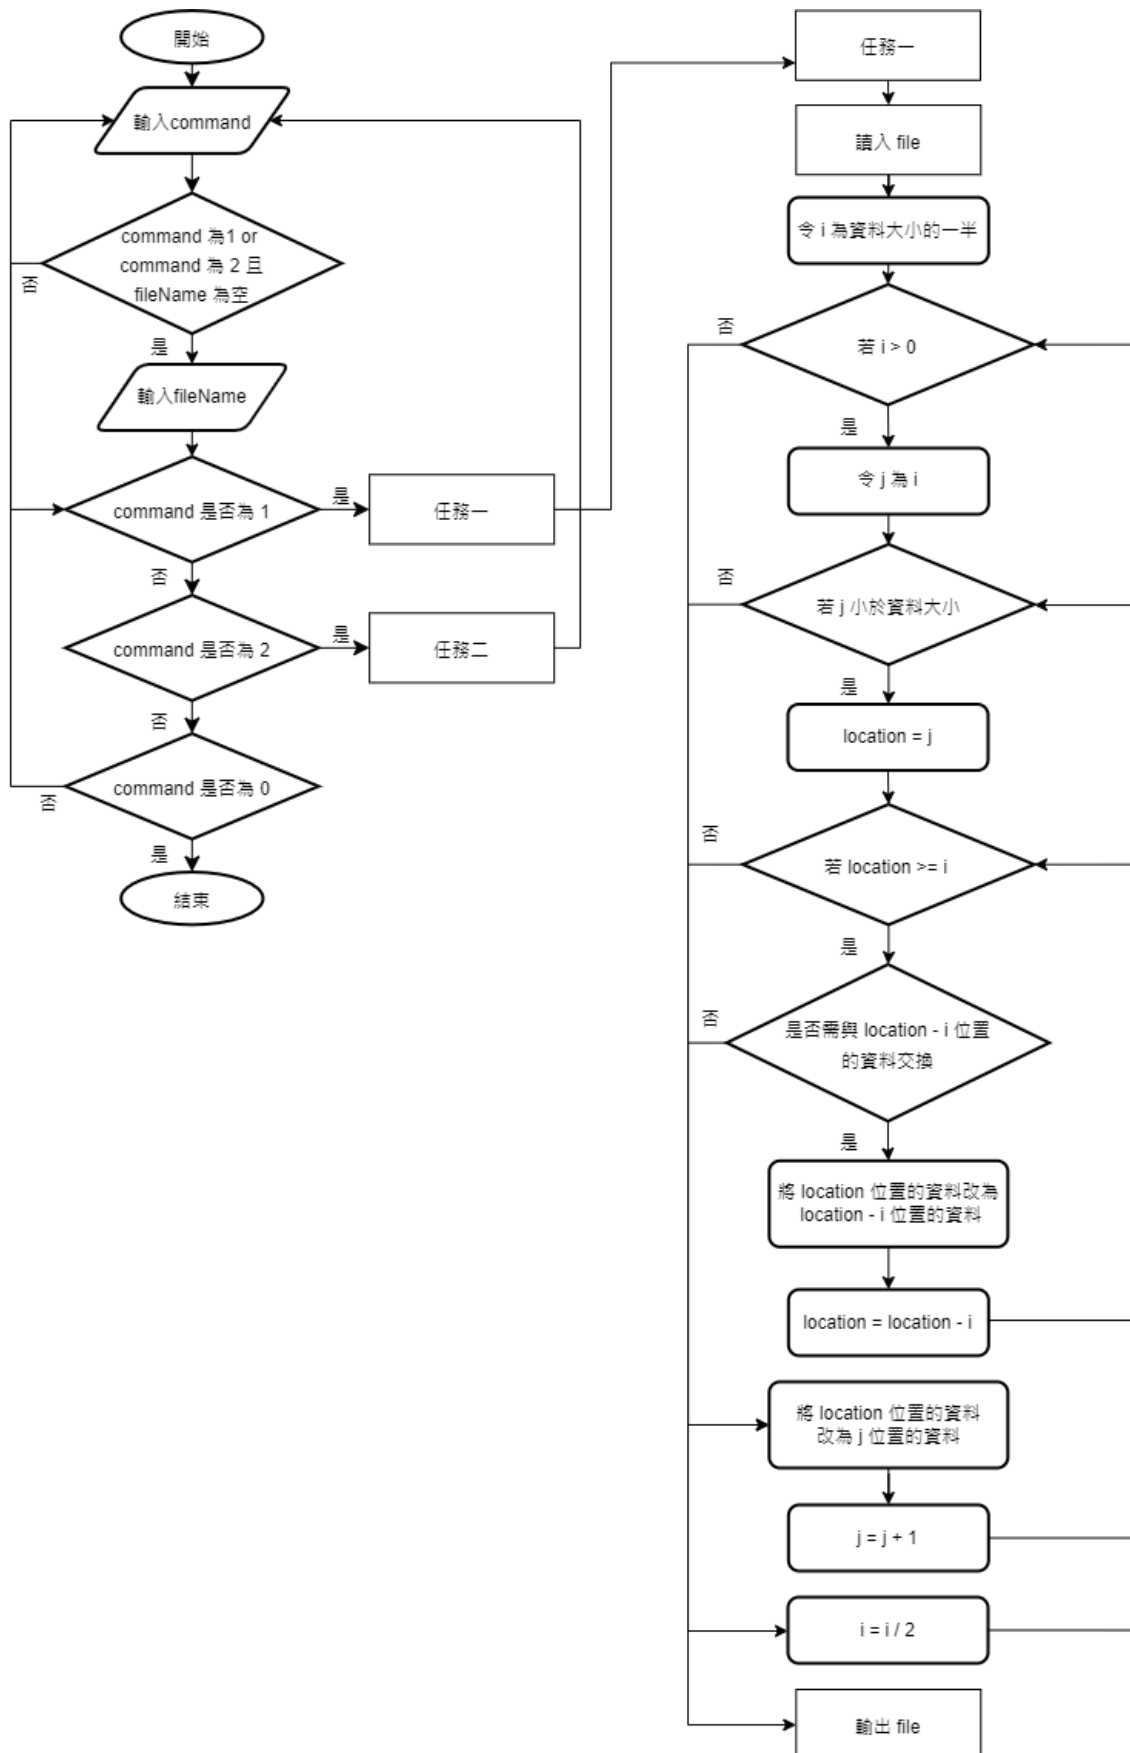 開始
輸入command
command 為1 or
command 為 2 且
fileName 為空
否
是
輸入fileName
command 是否為 1
是
任務一
否
command 是否為 2
是
任務二
否
command 是否為 0
否
是
結束
任務一
讀入 file
令 i 為資料大小的一半
否
若 i > 0
是
令 j 為 i
否
若 j 小於資料大小
是
location = j
否
若 location >= i
是
否
是否需與 location - i 位置
的資料交換
是
將 location 位置的資料改為
location - i 位置的資料
location = location - i
將 location 位置的資料
改為 j 位置的資料
j = j + 1
i = i / 2
輸出 file